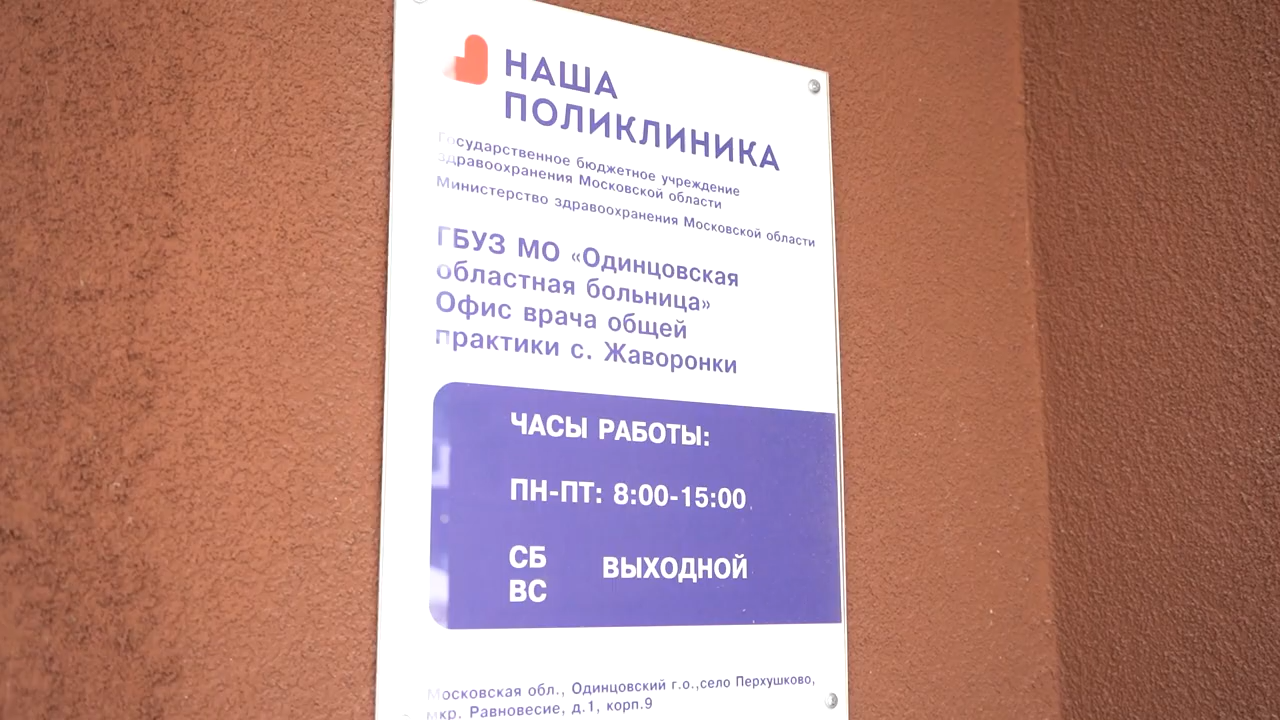 НАША
ПОЛИКЛИНИКА
Государственное бюджетное учреждение
здравоохранения Московской области
Министерство здравоохранения Московской области
ГБУЗ МО «Одинцовская
областная больница»
Офис врача общей
практики с. Жаворонки
ЧАСЫ РАБОТЫ:
ПН-ПТ: 8:00-15:00
СБ ВЫХОДНОЙ
ВС
Московская обл., Одинцовский г.о.,село Перхушково,
мкр. Равновесие, д.1, корп.9